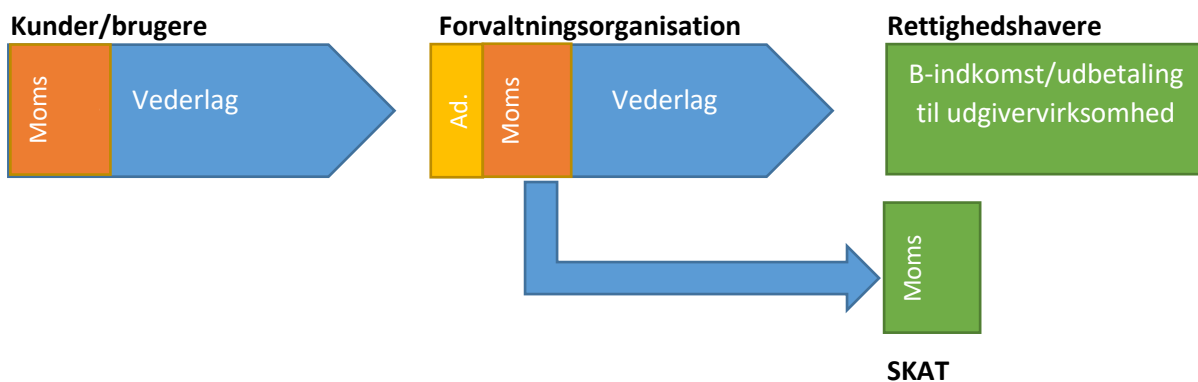 Kunder/brugere
Forvaltningsorganisation
Rettighedshavere
Moms
Vederlag
Ad.
Moms
Vederlag
B-indkomst/udbetaling
til udgivervirksomhed
Moms
SKAT